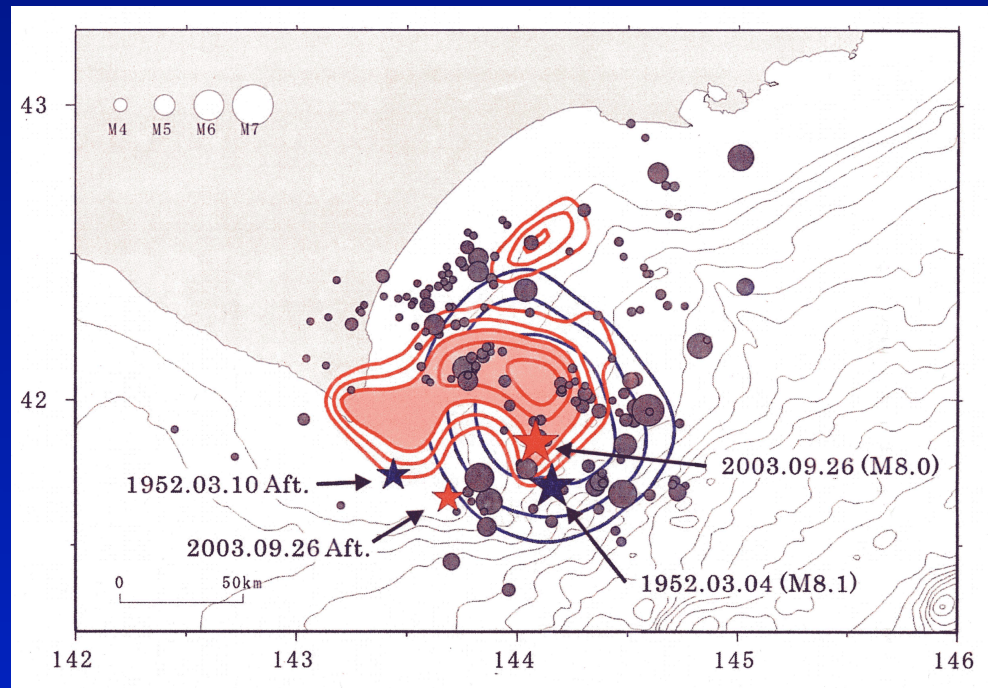 43
M4 M5 M6 M7
42
1952.03.10 Aft.
2003.09.26 (M8.0)
2003.09.26 Aft.
1952.03.04 (M8.1)
0 50km
142 143 144 145 146